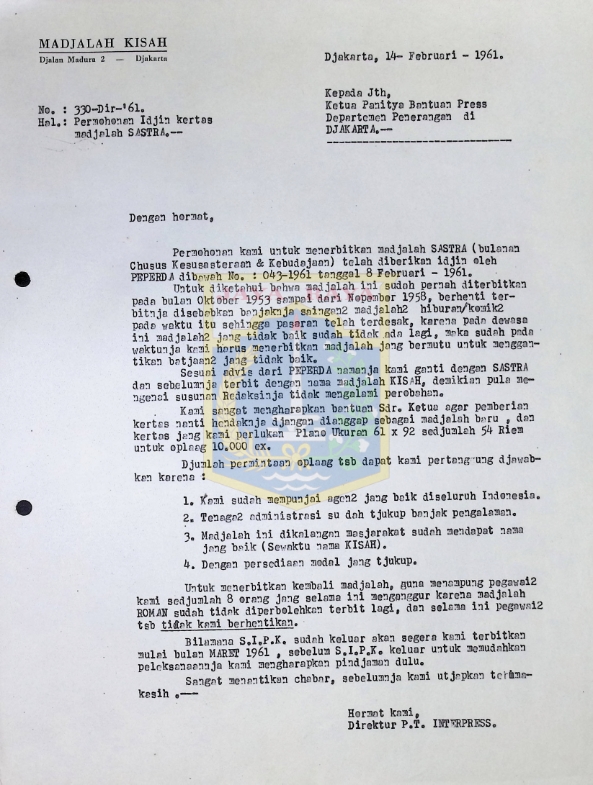 MADJALAH KISAH
Djalan Madura 2 — Djakarta
Djakarta, 14- Februari - 1961.
No. : 330-Dir-'61.
Hal.: Permohonan Idjin kertas
madjalah SASTRA.--
Kepada Jth,
Ketua Panitya Bantuan Press
Departemen Penerangan di
DJAKARTA.--
Dengan hormat,
Permohonan kami untuk menerbitkan madjalah SASTRA (bulanan
Chusus Kesusasteraan & Kebudajaan) telah diberikan idjin oleh
PEPERDA dibawah No. : 043-1961 tanggal 8 Februari - 1961.
Untuk diketahui bahwa madjalah ini sudah pernah diterbitkan
pada bulan Oktober 1953 sampai dari Nopember 1958, berhenti ter-
bitnja disebabkan banjaknja saingan2 madjalah2 hiburan/komik2
pada waktu itu sehingga pasaran telah terdesak, karena pada dewasa
ini madjalah2 jang tidak baik sudah tidak ada lagi, maka sudah pada
waktunja kami harus menerbitkan madjalah jang bermutu untuk menggan-
tikan batjaan2 jang tidak baik.
Sesuai advis dari PEPERDA namanja kami ganti dengan SASTRA
dan sebelumnja terbit dengan nama madjalah KISAH, demikian pula me-
ngenai susunan Redaksinja tidak mengalami perobahan.
Kami sangat mengharapkan bantuan Sdr. Ketua agar pemberian
kertas nanti hendaknja djangan dianggap sebagai madjalah baru , dan
kertas jang kami perlukan Plano Ukuran 61 x 92 sedjumlah 54 Riem
untuk oplaag 10.000 ex.
Djumlah permintaan oplaag tsb dapat kami pertanggung djawab-
kan karena :
1. Kami sudah mempunjai agen2 jang baik diseluruh Indonesia.
2. Tenaga2 administrasi su dah tjukup banjak pengalaman.
3. Madjalah ini dikalangan masjarakat sudah mendapat nama
jang baik (Sewaktu nama KISAH).
4. Dengan persediaan modal jang tjukup.
Untuk menerbitkan kembali madjalah, guna menampung pegawai2
kami sedjumlah 8 orang jang selama ini menganggur karena madjalah
ROMAN sudah tidak diperbolehkan terbit lagi, dan selama ini pegawai2
tsb tidak kami berhentikan.
Bilamana S.I.P.K. sudah keluar akan segera kami terbitkan
mulai bulan MARET 1961 , sebelum S.I.P.K. keluar untuk memudahkan
pelaksanaannja kami mengharapkan pindjaman dulu.
Sangat menantikan chabar, sebelumnja kami utjapkan terima-
kasih .---
Hormat kami,
Direktur P.T. INTERPRESS.